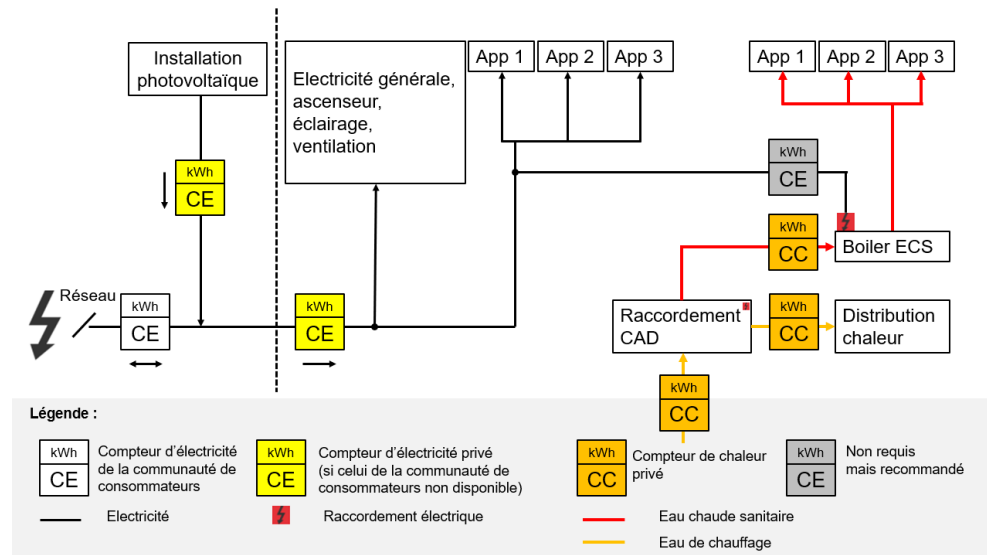 Installation
photovoltaïque
Electricité générale,
ascenseur,
éclairage,
ventilation
App 1
App 2
App 3
App 1
App 2
App 3
kWh
CE
kWh
CE
kWh
CC
Boiler ECS
Réseau
kWh
CE
kWh
CE
Raccordement
CAD
kWh
CC
Distribution
chaleur
kWh
CC
Légende :
kWh
CE
Compteur d'électricité
de la communauté de
consommateurs
kWh
CE
Compteur d'électricité privé
(si celui de la communauté de
consommateurs non disponible)
kWh
CC
Compteur de chaleur
privé
kWh
CE
Non requis
mais recommandé
Electricité
Raccordement électrique
Eau chaude sanitaire
Eau de chauffage